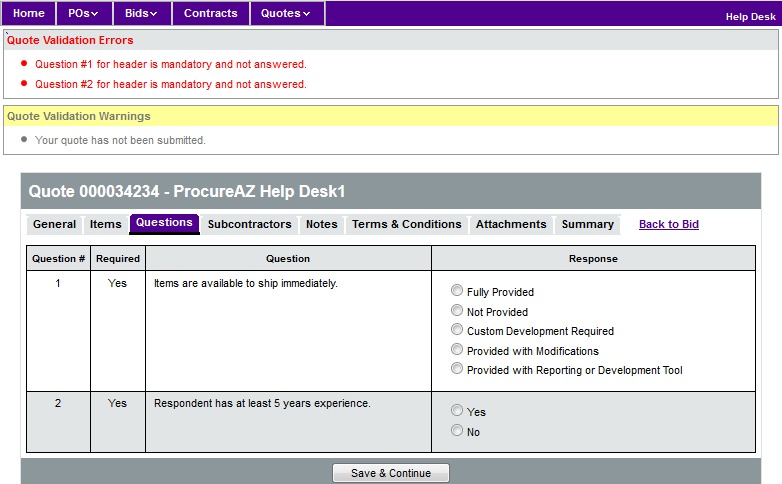 Home POs Bids Contracts Quotes Help Desk
Quote Validation Errors
Question #1 for header is mandatory and not answered.
Question #2 for header is mandatory and not answered.
Quote Validation Warnings
Your quote has not been submitted.
Quote 000034234 - ProcureAZ Help Desk1
General Items Questions Subcontractors Notes Terms & Conditions Attachments Summary Back to Bid
Question # Required Question Response
1 Yes Items are available to ship immediately.
Fully Provided
Not Provided
Custom Development Required
Provided with Modifications
Provided with Reporting or Development Tool
2 Yes Respondent has at least 5 years experience.
Yes
No
Save & Continue